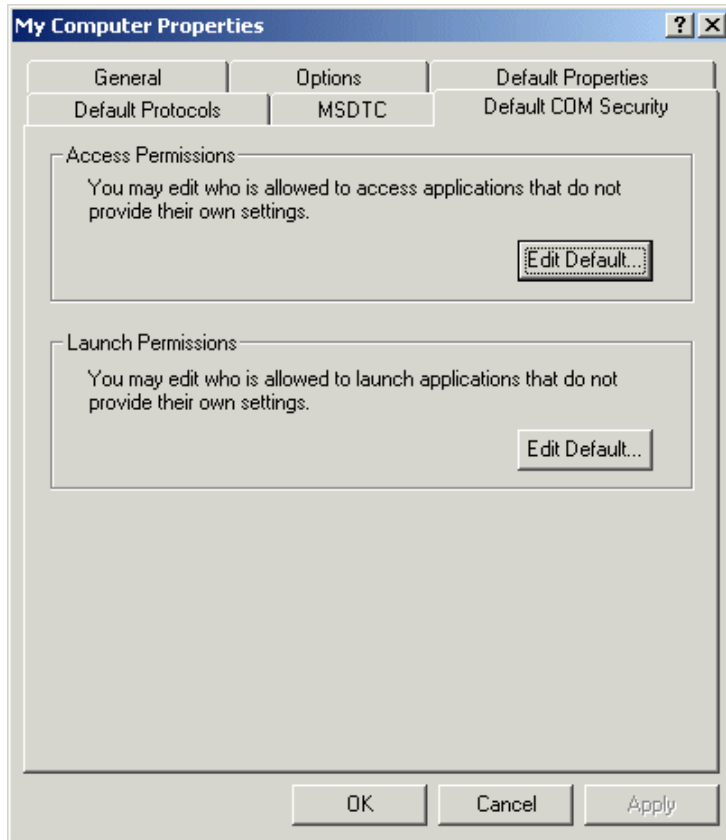 My Computer Properties ? X
General Options Default Properties
Default Protocols MSDTC Default COM Security
Access Permissions
You may edit who is allowed to access applications that do not
provide their own settings.
Edit Default...
Launch Permissions
You may edit who is allowed to launch applications that do not
provide their own settings.
Edit Default...
OK Cancel Apply